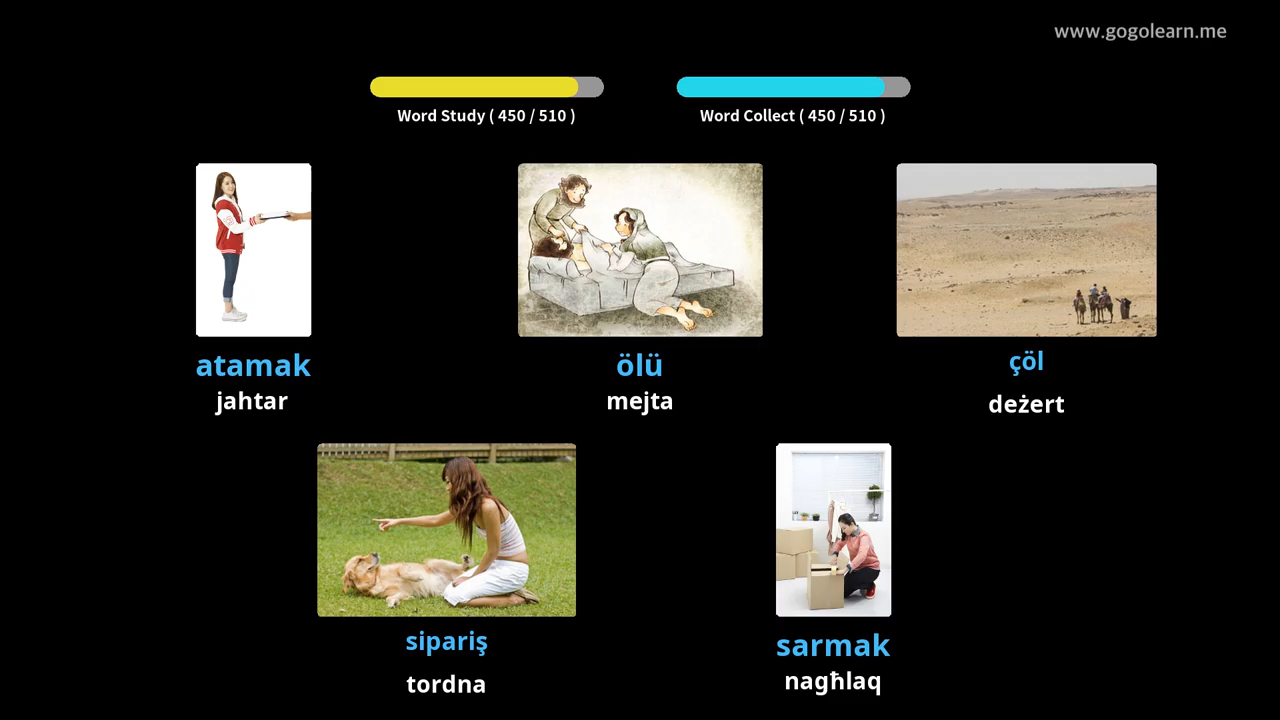 www.gogolearn.me
Word Study ( 450 / 510 )
Word Collect ( 450 / 510 )
atamak
jahtar
ölü
mejta
çöl
deżert
sipariş
tordna
sarmak
nagħlaq